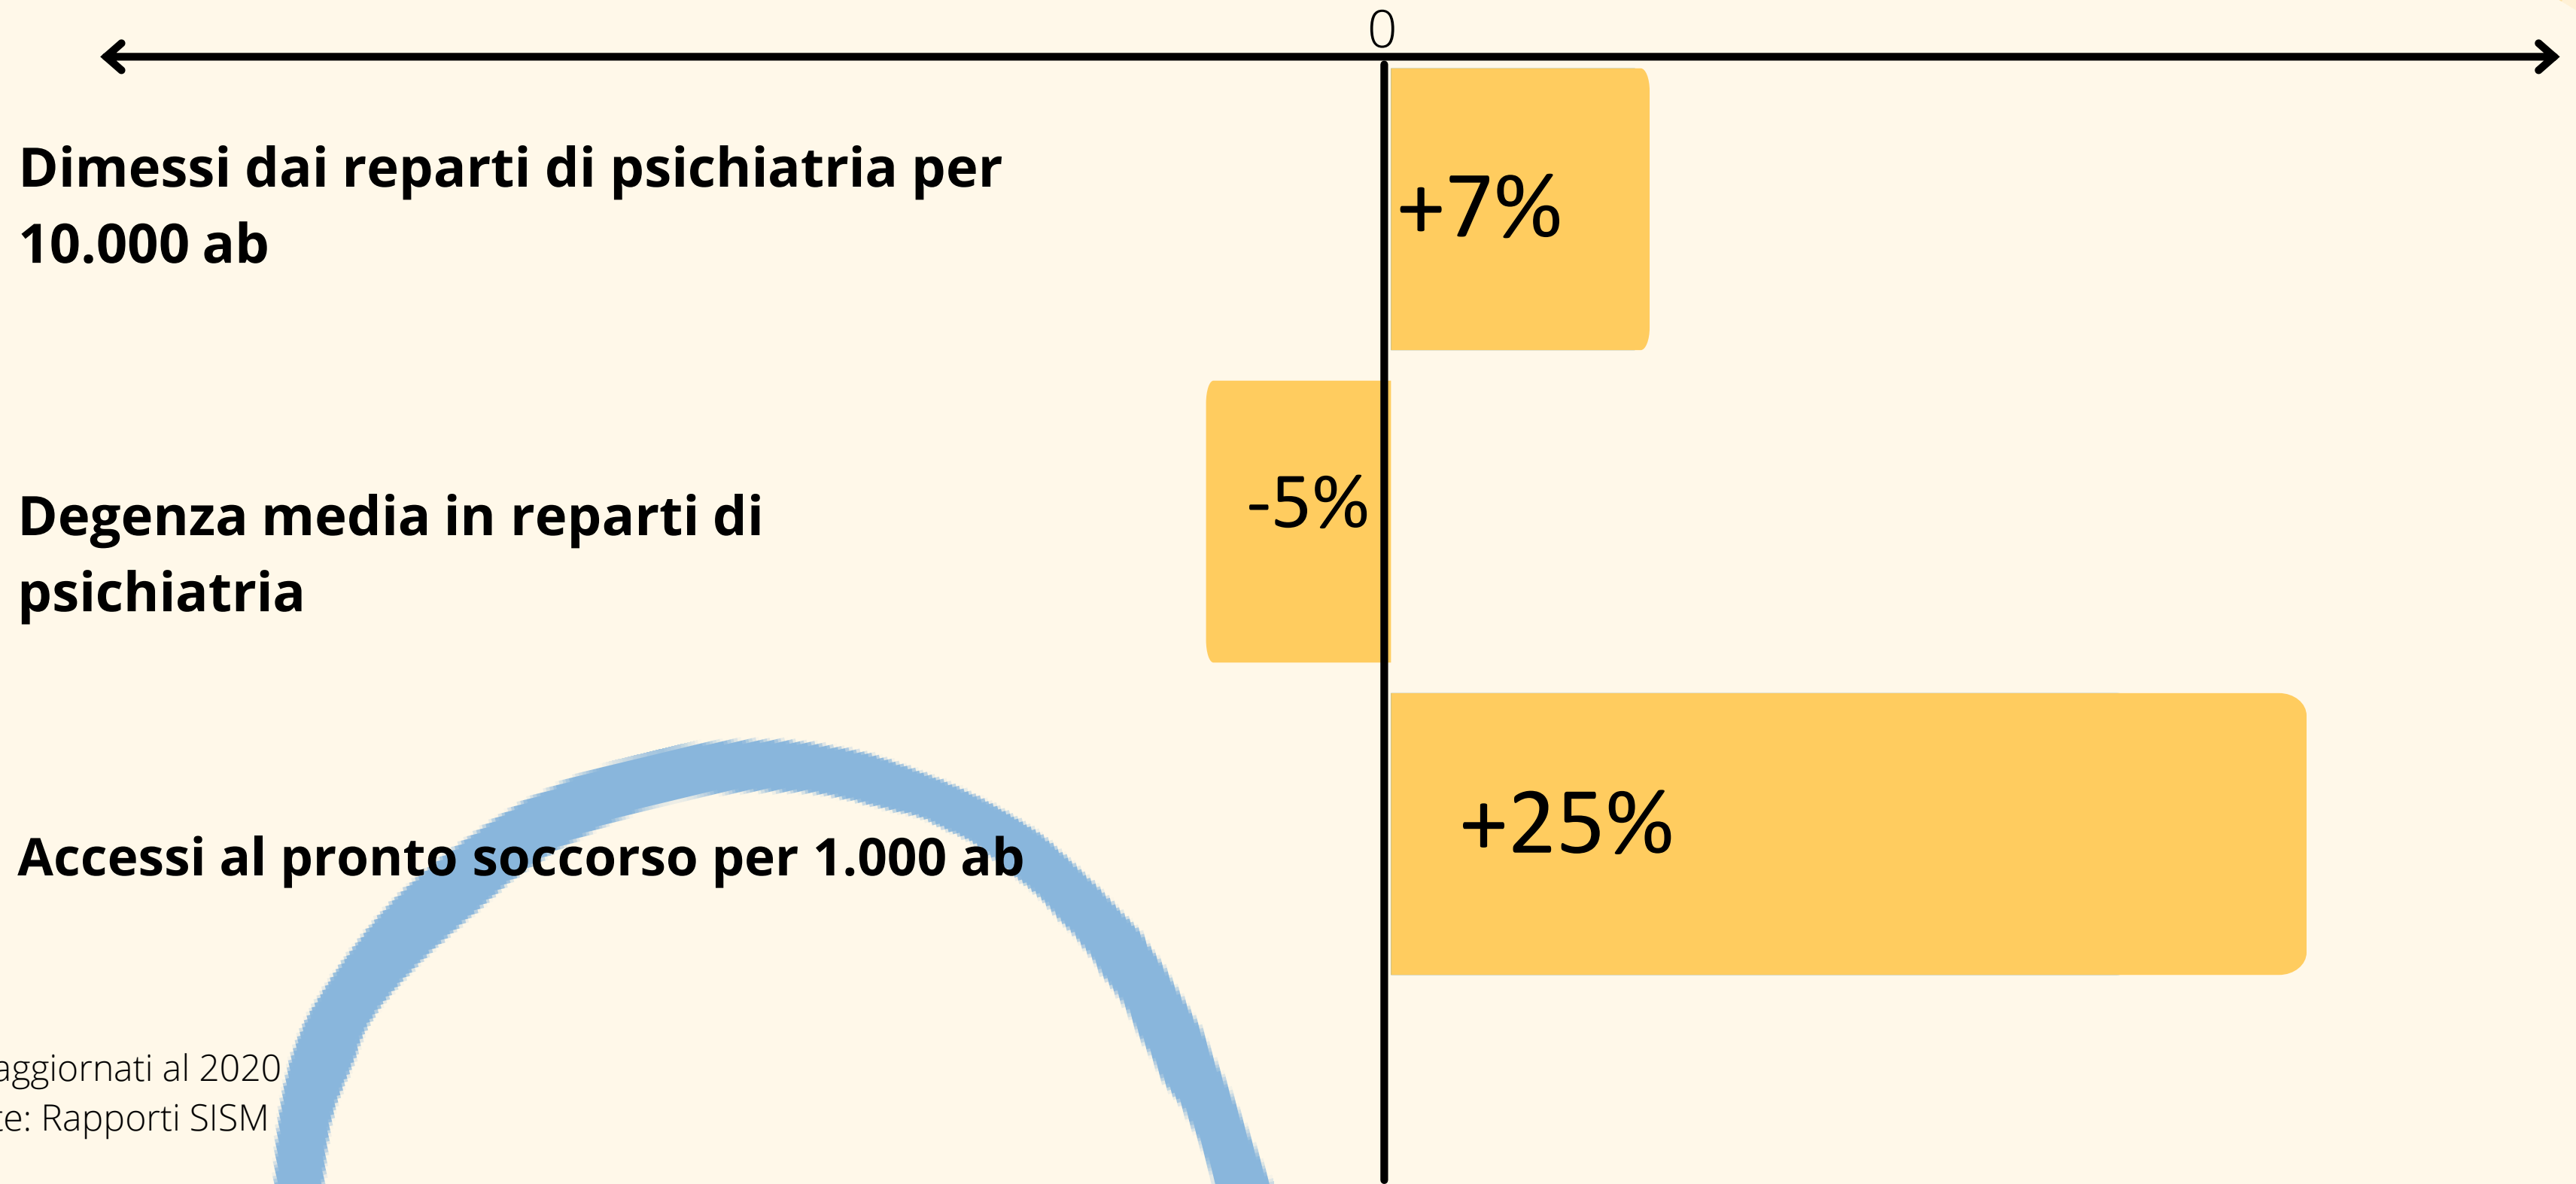 0
Dimessi dai reparti di psichiatria per
10.000 ab
+7%
Degenza media in reparti di
psichiatria
-5%
Accessi al pronto soccorso per 1.000 ab
+25%
aggiornati al 2020
Rapporti SISM